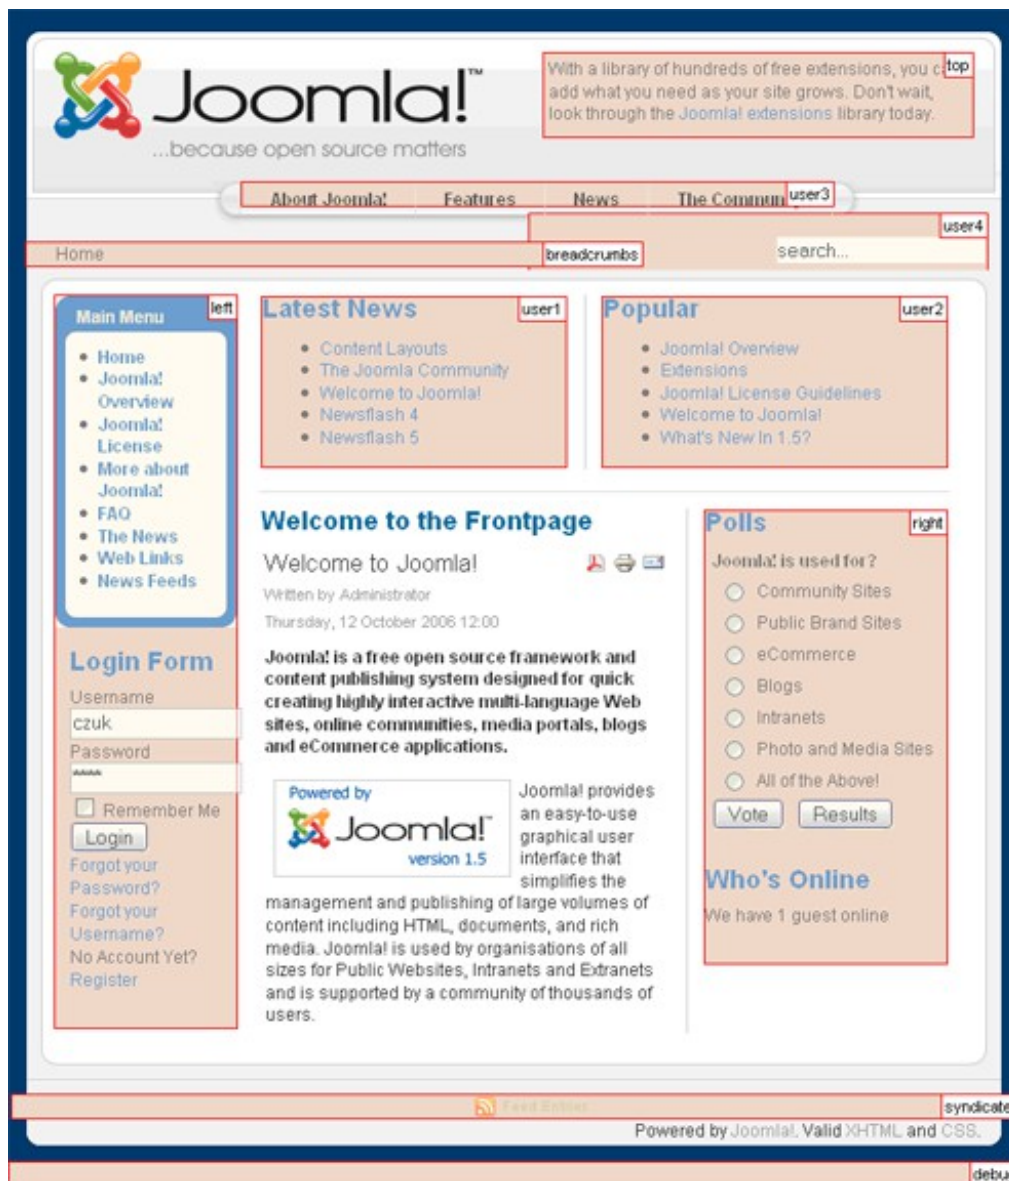 Joomla!™
...because open source matters
With a library of hundreds of free extensions, you c
top
add what you need as your site grows. Don't wait,
look through the Joomla! extensions library today.
About Joomla! Features News The Commun
user3
user4
Home
breadcrumbs
search...
Main Menu
left
Home
Joomla!
Overview
Joomla!
License
More about
Joomla!
FAQ
The News
Web Links
News Feeds
Login Form
Username
czuk
Password
****
Remember Me
Login
Forgot your
Password?
Forgot your
Username?
No Account Yet?
Register
Latest News
user1
Content Layouts
The Joomla Community
Welcome to Joomla!
Newsflash 4
Newsflash 5
Popular
user2
Joomla! Overview
Extensions
Joomla! License Guidelines
Welcome to Joomla!
What's New In 1.5?
Welcome to the Frontpage
Welcome to Joomla!
Written by Administrator
Thursday, 12 October 2006 12:00
Joomla! is a free open source framework and
content publishing system designed for quick
creating highly interactive multi-language Web
sites, online communities, media portals, blogs
and eCommerce applications.
Powered by
Joomla!™
version 1.5
Joomla! provides
an easy-to-use
graphical user
interface that
simplifies the
management and publishing of large volumes of
content including HTML, documents, and rich
media. Joomla! is used by organisations of all
sizes for Public Websites, Intranets and Extranets
and is supported by a community of thousands of
users.
Polls
right
Joomla! is used for?
Community Sites
Public Brand Sites
eCommerce
Blogs
Intranets
Photo and Media Sites
All of the Above!
Vote Results
Who's Online
We have 1 guest online
Feed Entries
syndicate
Powered by Joomla!. Valid XHTML and CSS.
debu